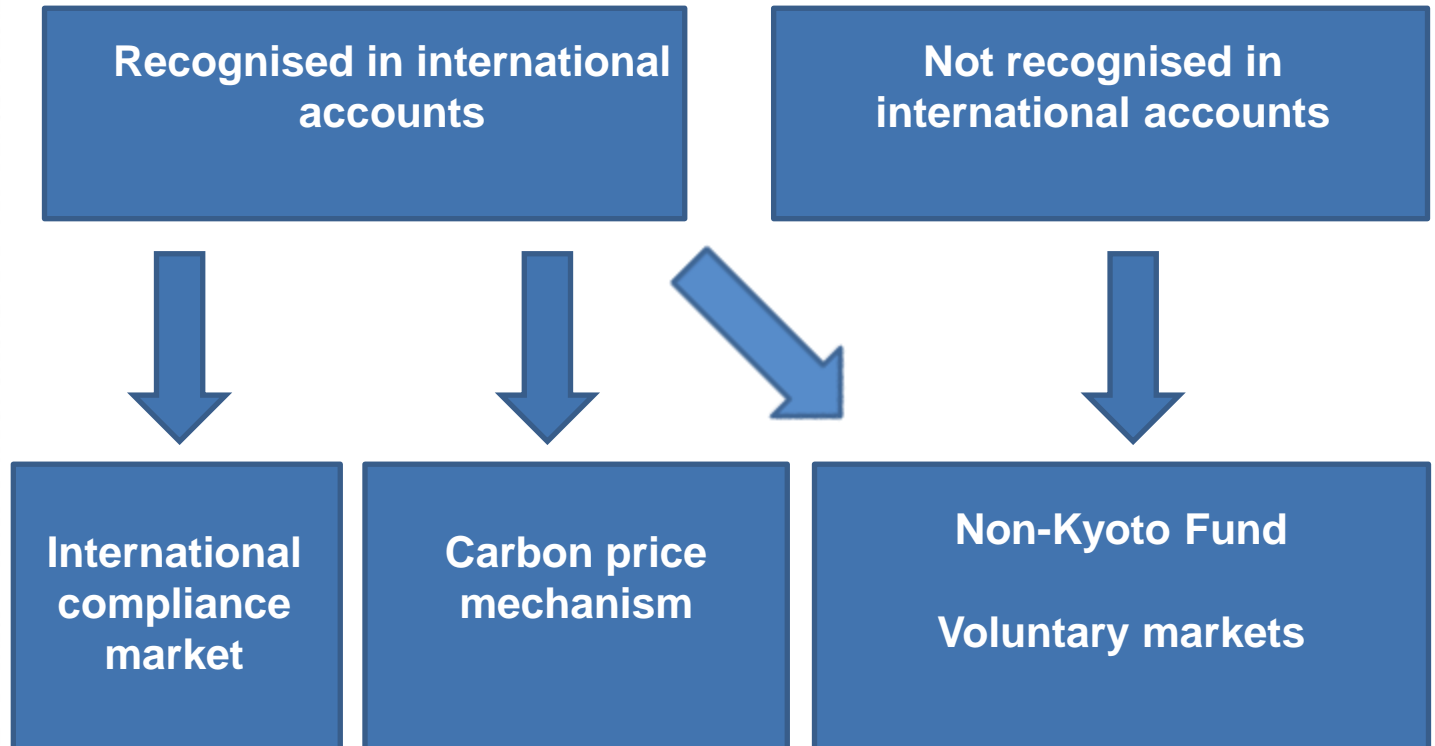 Recognised in international
accounts
Not recognised in
international accounts
International
compliance
market
Carbon price
mechanism
Non-Kyoto Fund
Voluntary markets